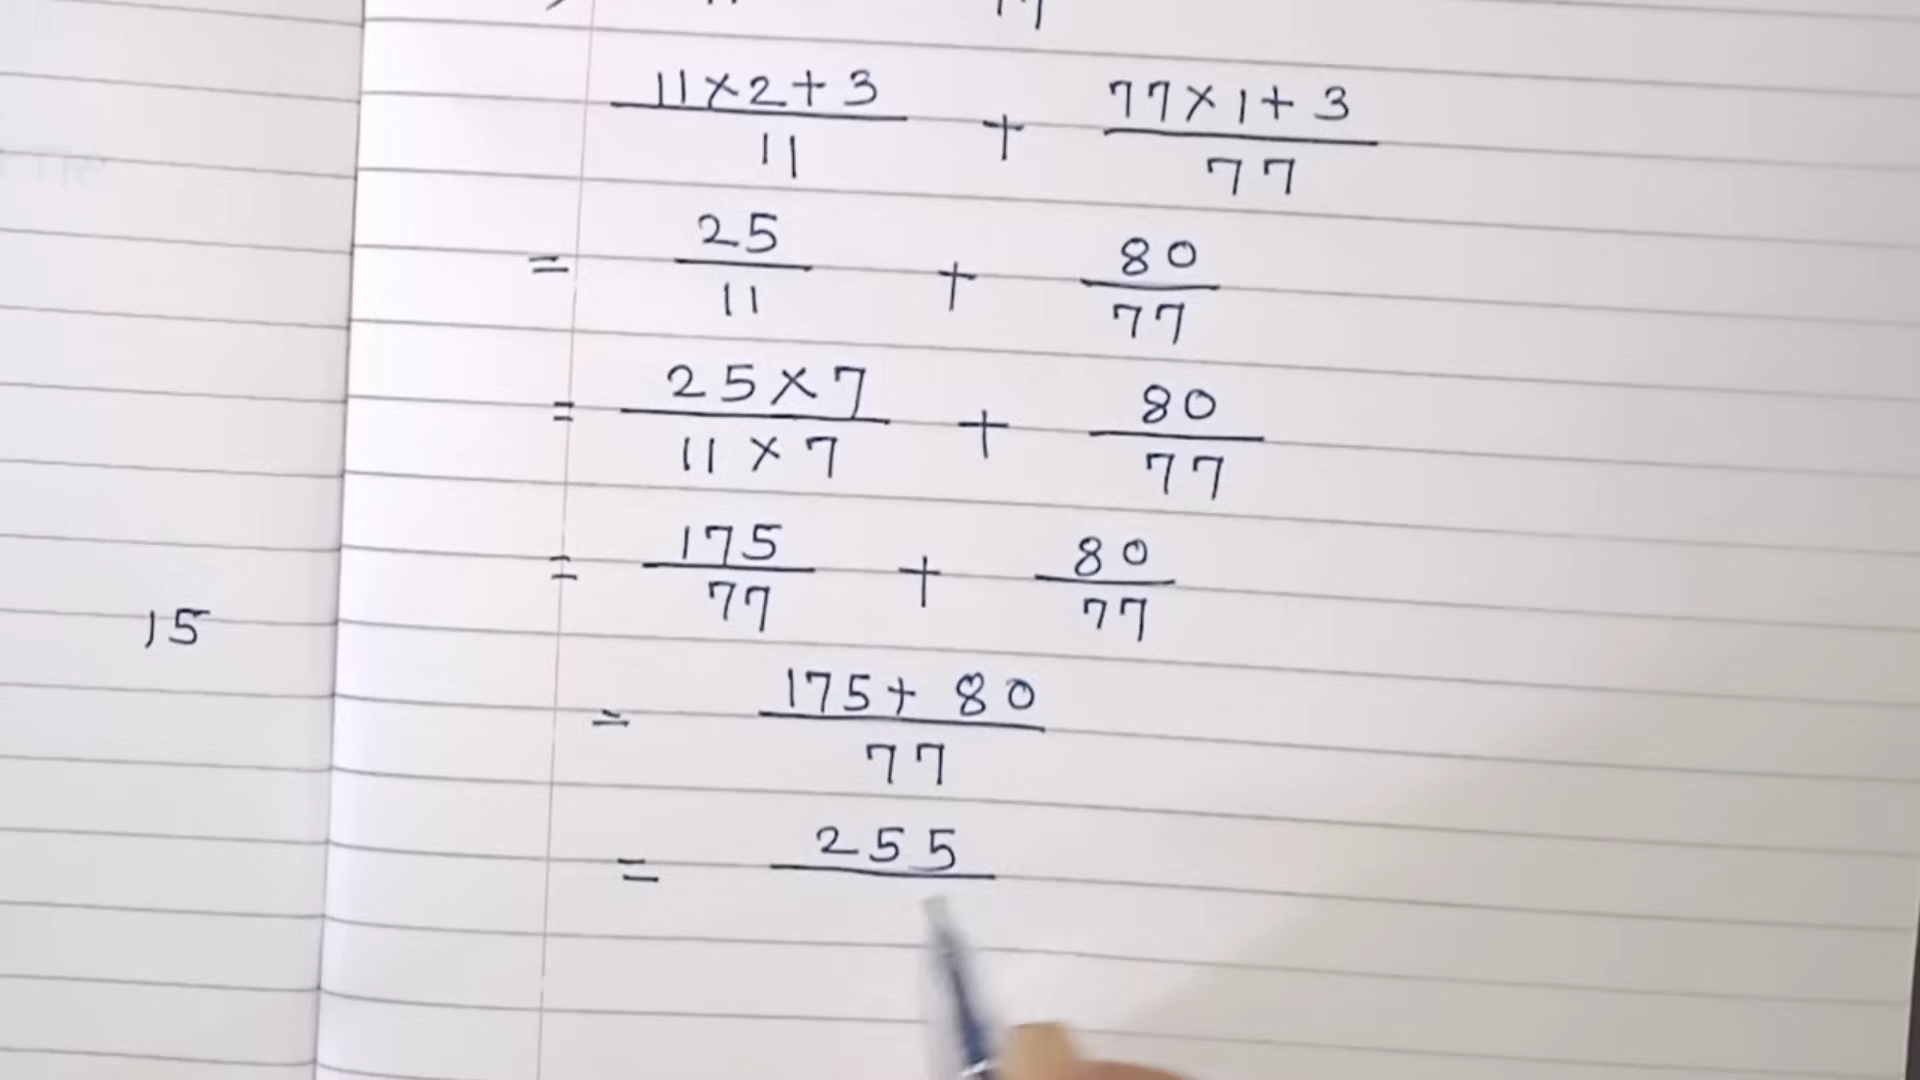 11×2+3/11 + 77×1+3/77
= 25/11 + 80/77
= 25×7/11×7 + 80/77
= 175/77 + 80/77
15
= 175+ 80/77
= 255/